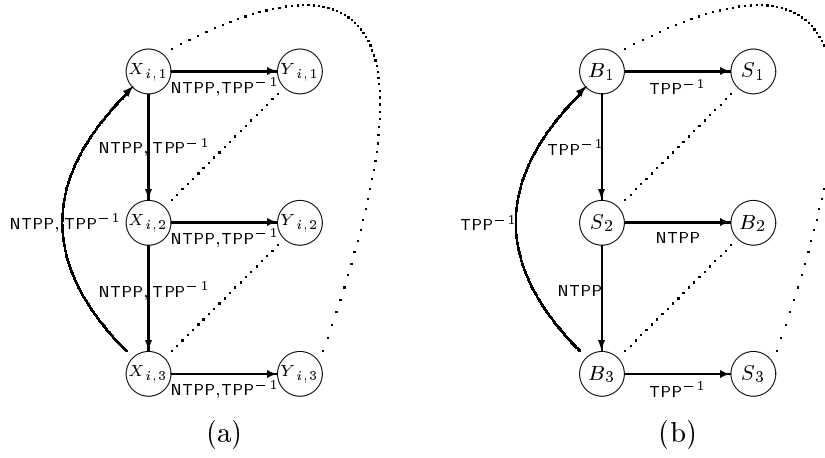 X_{i,1}
NTPP,TPP^{-1}
Y_{i,1}
NTPP,TPP^{-1}
NTPP,TPP^{-1}
X_{i,2}
NTPP,TPP^{-1}
Y_{i,2}
NTPP,TPP^{-1}
X_{i,3}
NTPP,TPP^{-1}
Y_{i,3}
(a)
B_1
TPP^{-1}
S_1
TPP^{-1}
TPP^{-1}
S_2
NTPP
B_2
NTPP
B_3
TPP^{-1}
S_3
(b)